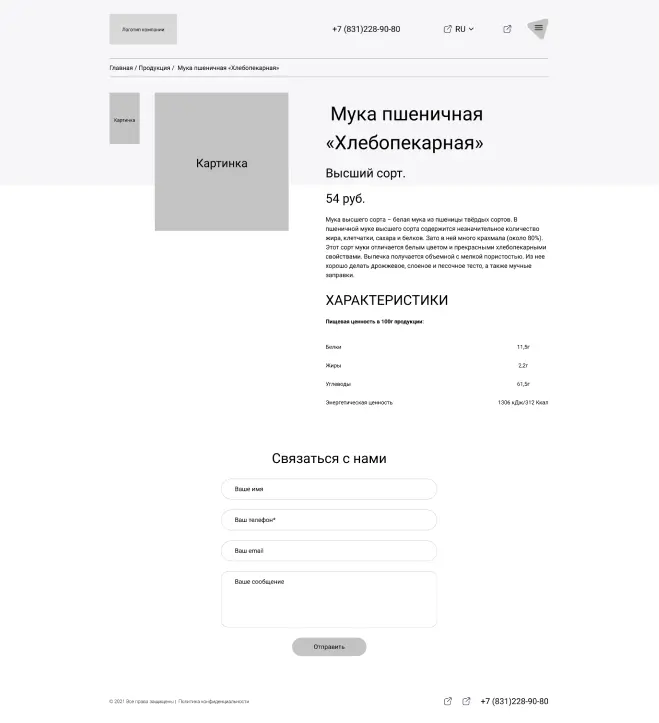 Логотип компании
+7 (831)228-90-80
RU
Главная / Продукция / Мука пшеничная «Хлебопекарная»
Картинка
Картинка
Мука пшеничная
«Хлебопекарная»
Высший сорт.
54 руб.
Мука высшего сорта – белая мука из пшеницы твёрдых сортов. В
пшеничной муке высшего сорта содержится незначительное количество
жира, клетчатки, сахара и белков. Зато в ней много крахмала (около 80%).
Этот сорт муки отличается белым цветом и прекрасными хлебопекарными
свойствами. Выпечка получается объемной с мелкой пористостью. Из нее
хорошо делать дрожжевое, слоеное и песочное тесто, а также мучные
заправки.
ХАРАКТЕРИСТИКИ
Пищевая ценность в 100г продукции:
Белки 11,5г
Жиры 2,2г
Углеводы 61,5г
Энергетическая ценность 1306 кДж/312 Ккал
Связаться с нами
Ваше имя
Ваш телефон*
Ваш email
Ваше сообщение
Отправить
© 2021 Все права защищены | Политика конфиденциальности
+7 (831)228-90-80